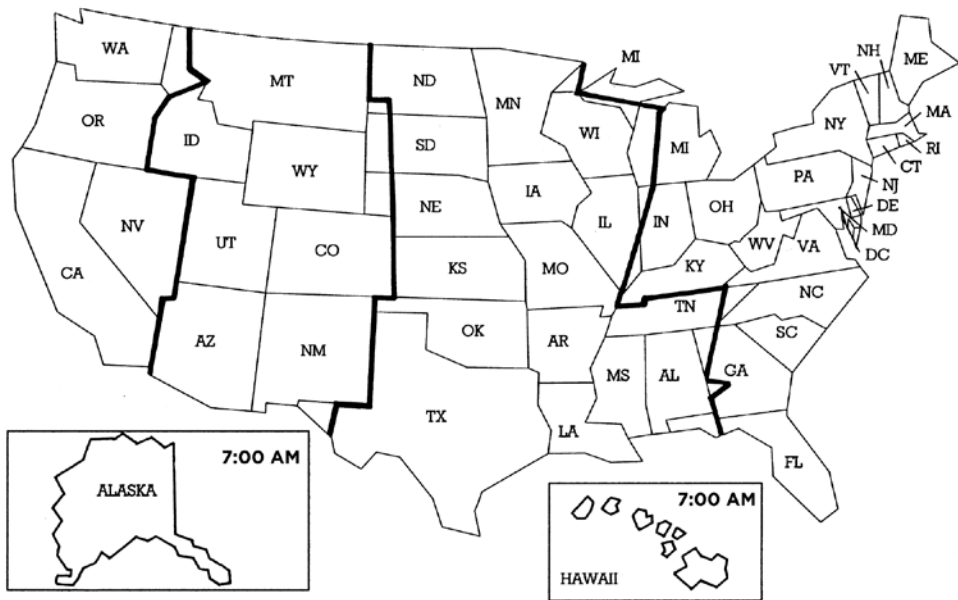 WA
MT
ND
MN
MI
NH
ME
VT
OR
ID
SD
WI
MI
NY
MA
RI
CT
WY
NE
IA
PA
NJ
NV
UT
CO
IL
IN
OH
DE
MD
DC
WV
VA
CA
KS
MO
KY
AZ
NM
OK
AR
TN
NC
SC
MS
AL
GA
TX
LA
FL
7:00 AM
ALASKA
7:00 AM
HAWAII